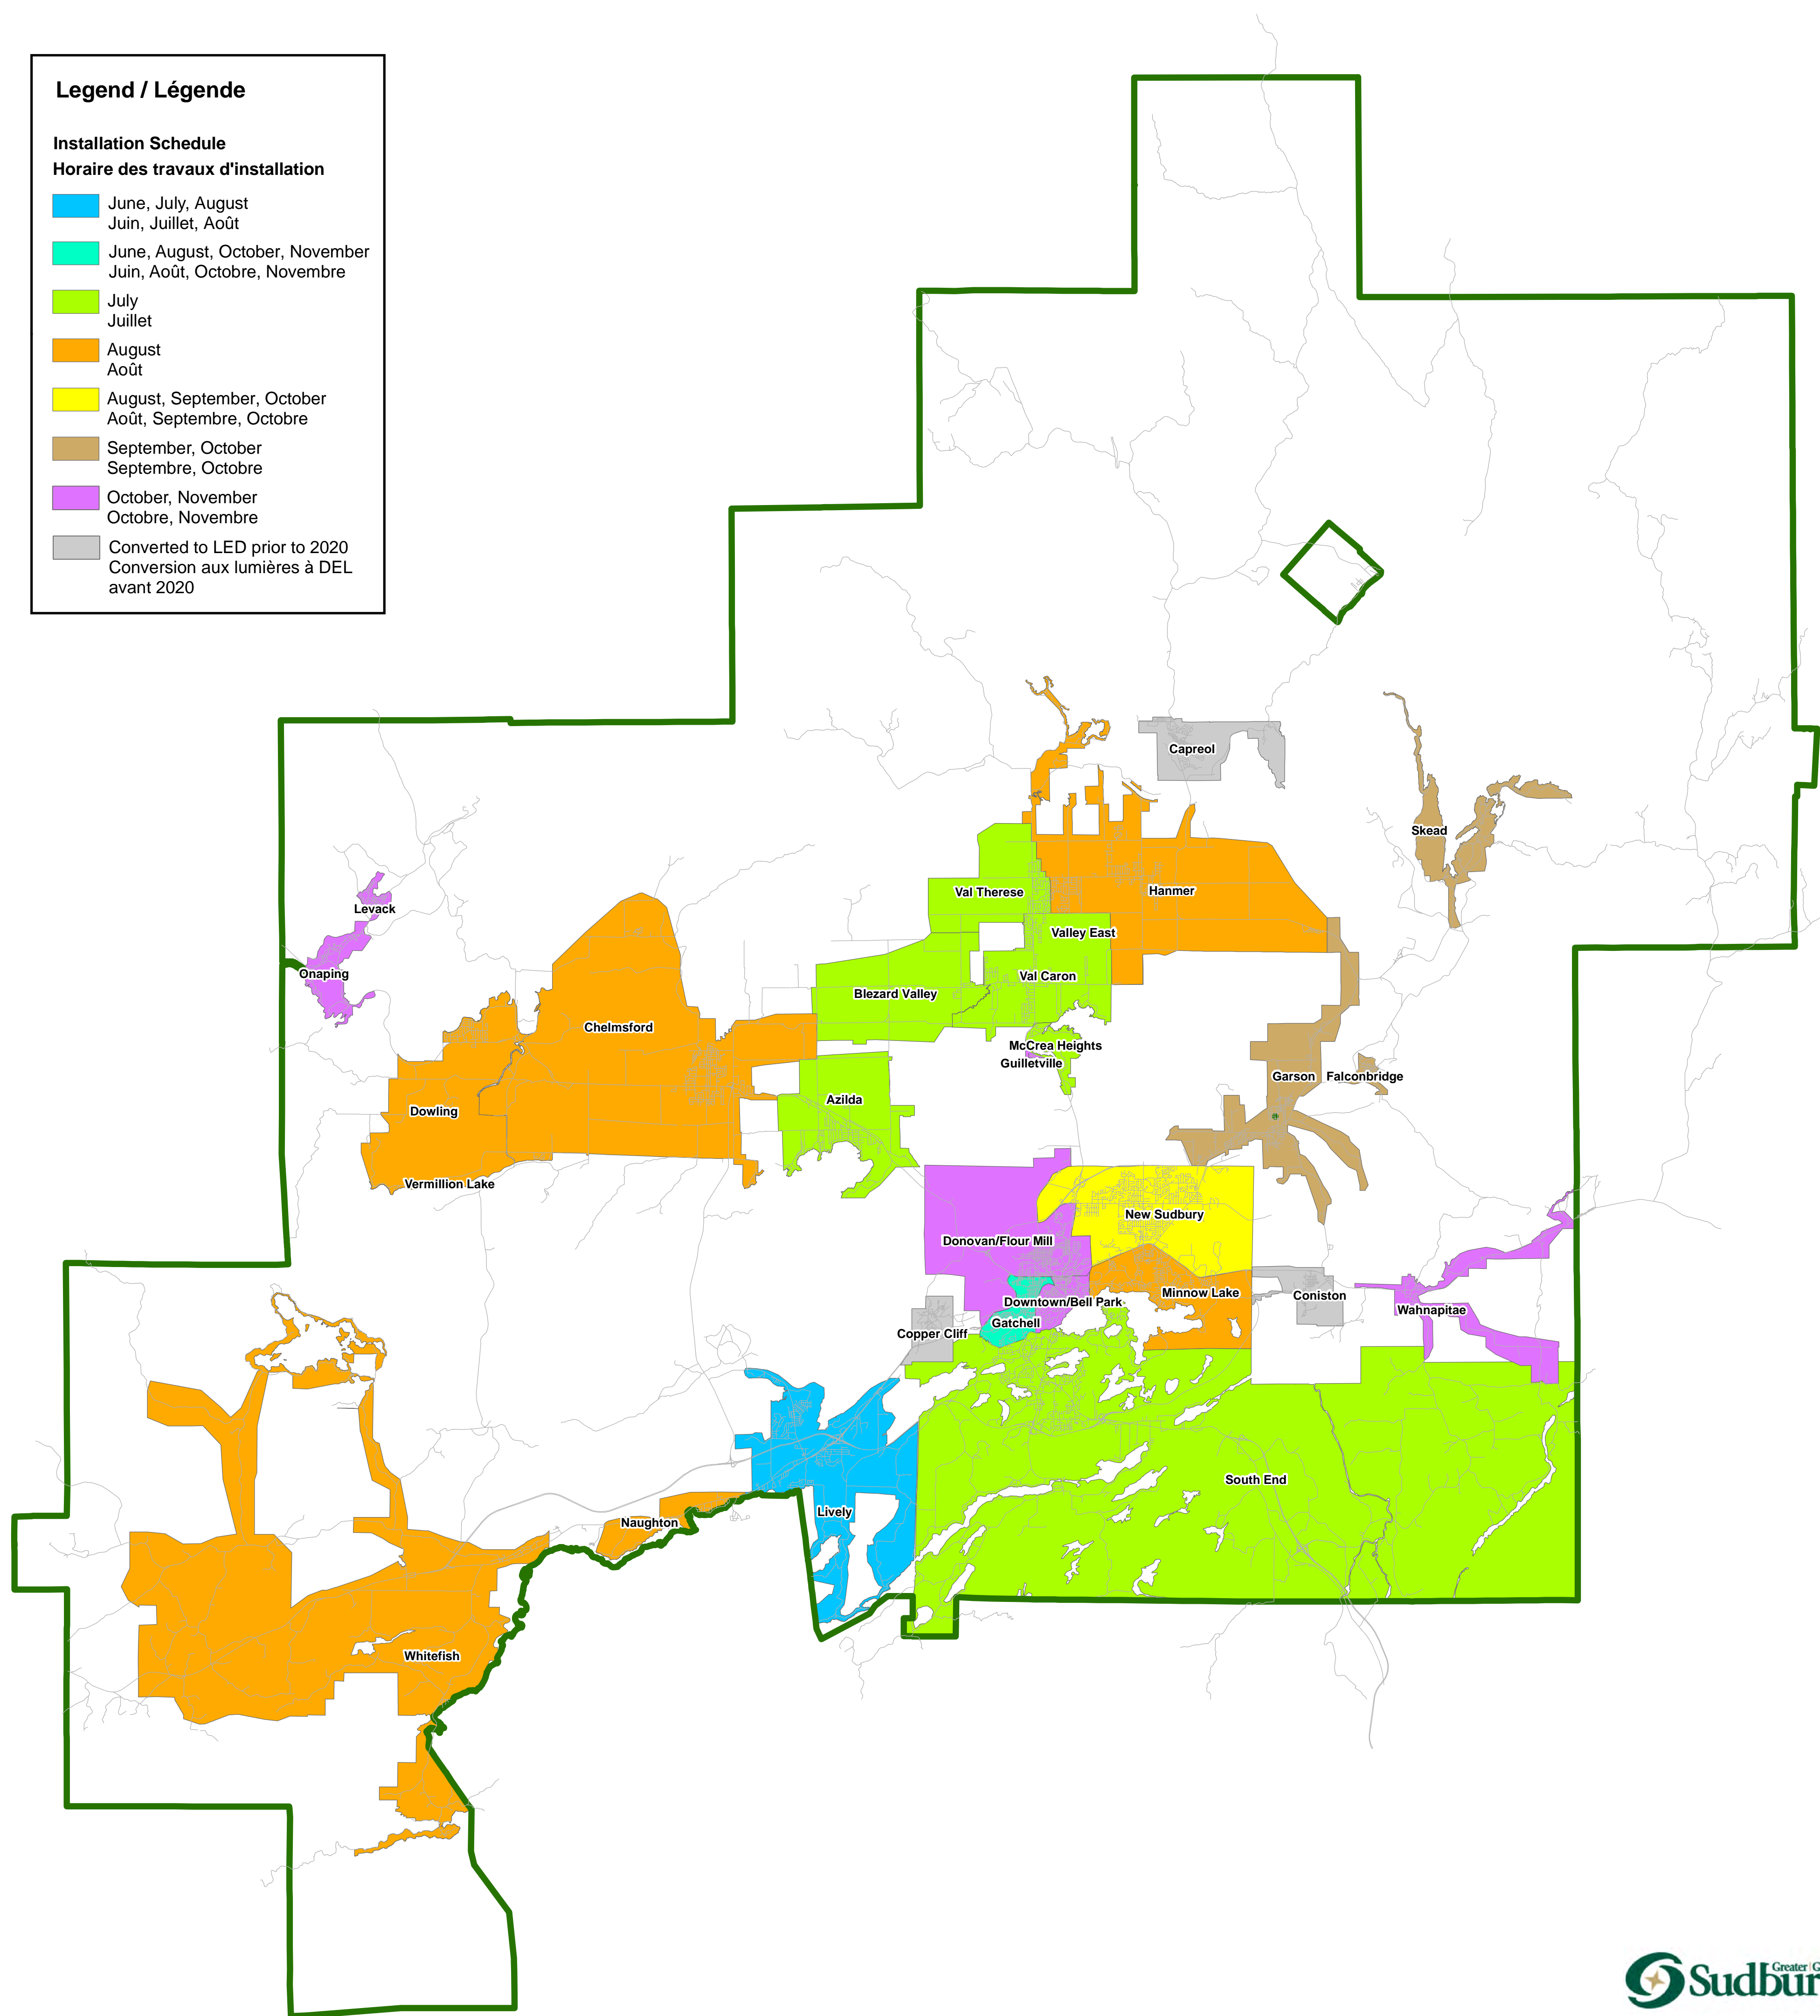 Legend / Légende
Installation Schedule
Horaire des travaux d'installation
June, July, August
Juin, Juillet, Août
June, August, October, November
Juin, Août, Octobre, Novembre
July
Juillet
August
Août
August, September, October
Août, Septembre, Octobre
September, October
Septembre, Octobre
October, November
Octobre, Novembre
Converted to LED prior to 2020
Conversion aux lumières à DEL
avant 2020
Capreol
Skead
Levack
Val Therese
Hanmer
Valley East
Onaping
Val Caron
Blezard Valley
Chelmsford
McCrea Heights
Guilletville
Garson
Falconbridge
Azilda
Dowling
Vermillion Lake
New Sudbury
Donovan/Flour Mill
Minnow Lake
Coniston
Downtown/Bell Park
Wahnapitae
Gatchell
Copper Cliff
South End
Lively
Naughton
Whitefish
Greater